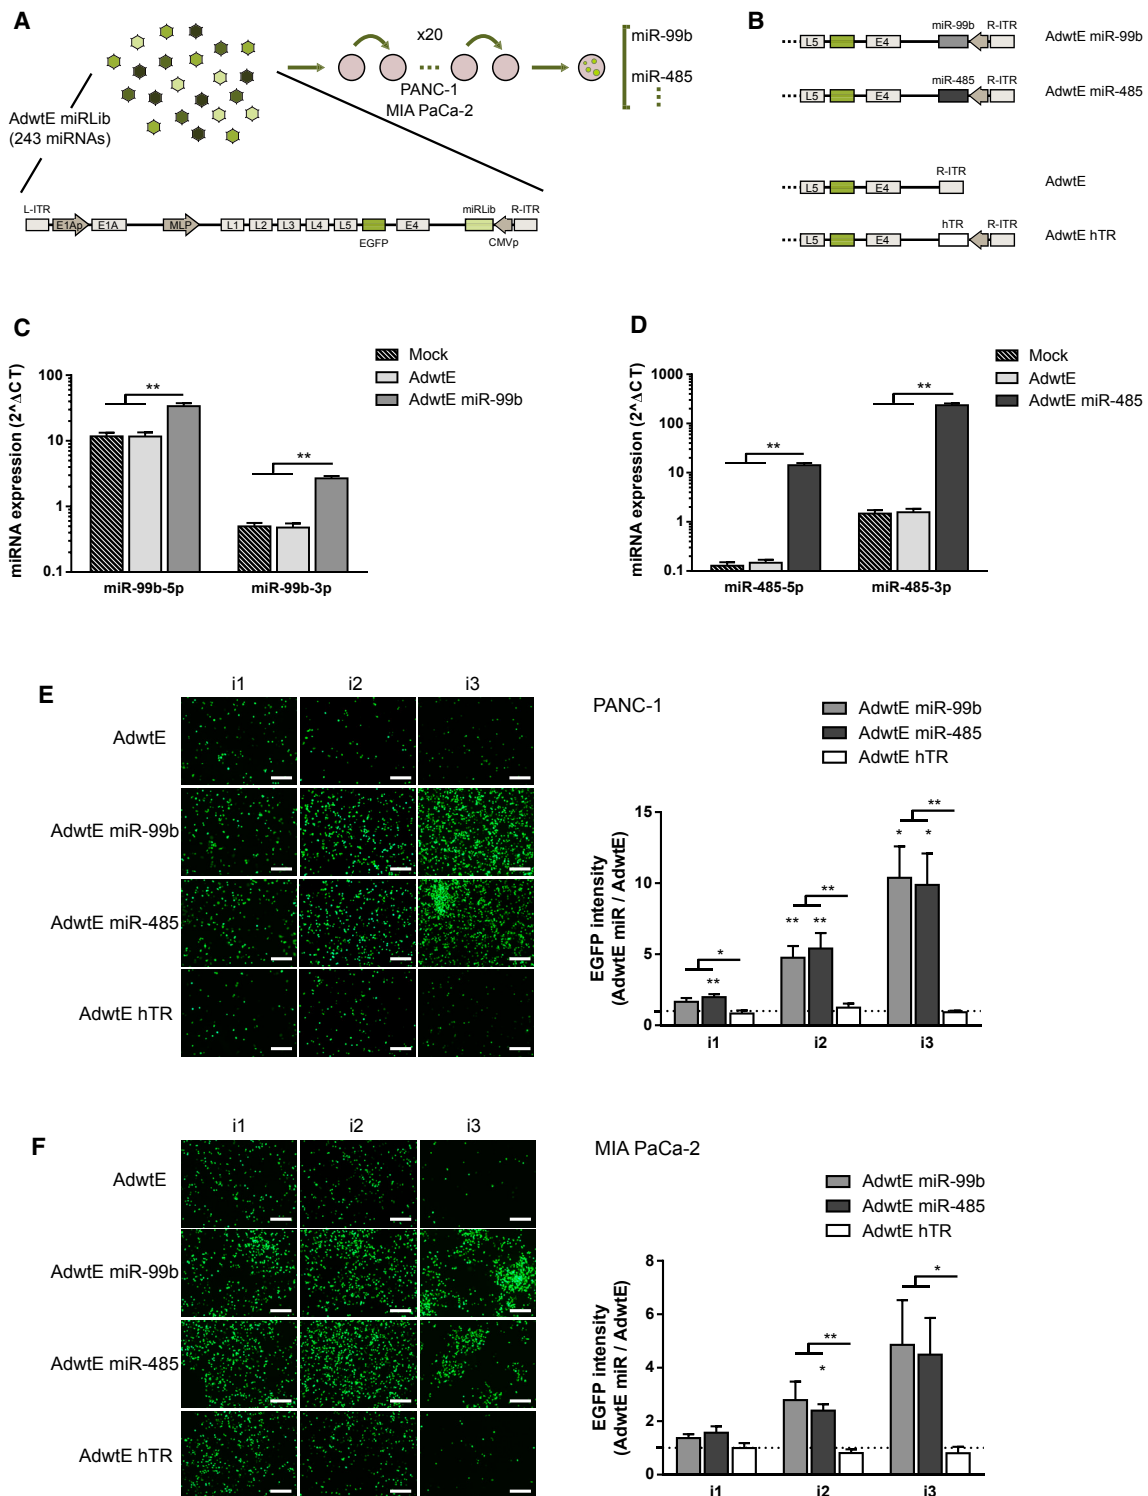 A
x20
PANC-1
MIA PaCa-2
miR-99b
miR-485
AdwtE miRLib
(243 miRNAs)
L-ITR
E1Ap
E1A
MLP
L1
L2
L3
L4
L5
EGFP
E4
miRLib
CMVp
R-ITR
B
L5
E4
miR-99b
R-ITR
AdwtE miR-99b
L5
E4
miR-485
R-ITR
AdwtE miR-485
L5
E4
R-ITR
AdwtE
L5
E4
hTR
R-ITR
AdwtE hTR
C
miRNA expression (2^ΔCT)
100
10
1
0.1
Mock
AdwtE
AdwtE miR-99b
**
**
miR-99b-5p
miR-99b-3p
D
miRNA expression (2^ΔCT)
1000
100
10
1
0.1
Mock
AdwtE
AdwtE miR-485
**
**
miR-485-5p
miR-485-3p
E
i1
i2
i3
AdwtE
AdwtE miR-99b
AdwtE miR-485
AdwtE hTR
PANC-1
AdwtE miR-99b
AdwtE miR-485
AdwtE hTR
EGFP intensity
(AdwtE miR / AdwtE)
15
10
5
0
*
**
**
** **
**
* *
i1
i2
i3
F
i1
i2
i3
AdwtE
AdwtE miR-99b
AdwtE miR-485
AdwtE hTR
MIA PaCa-2
AdwtE miR-99b
AdwtE miR-485
AdwtE hTR
EGFP intensity
(AdwtE miR / AdwtE)
8
6
4
2
0
**
*
*
i1
i2
i3